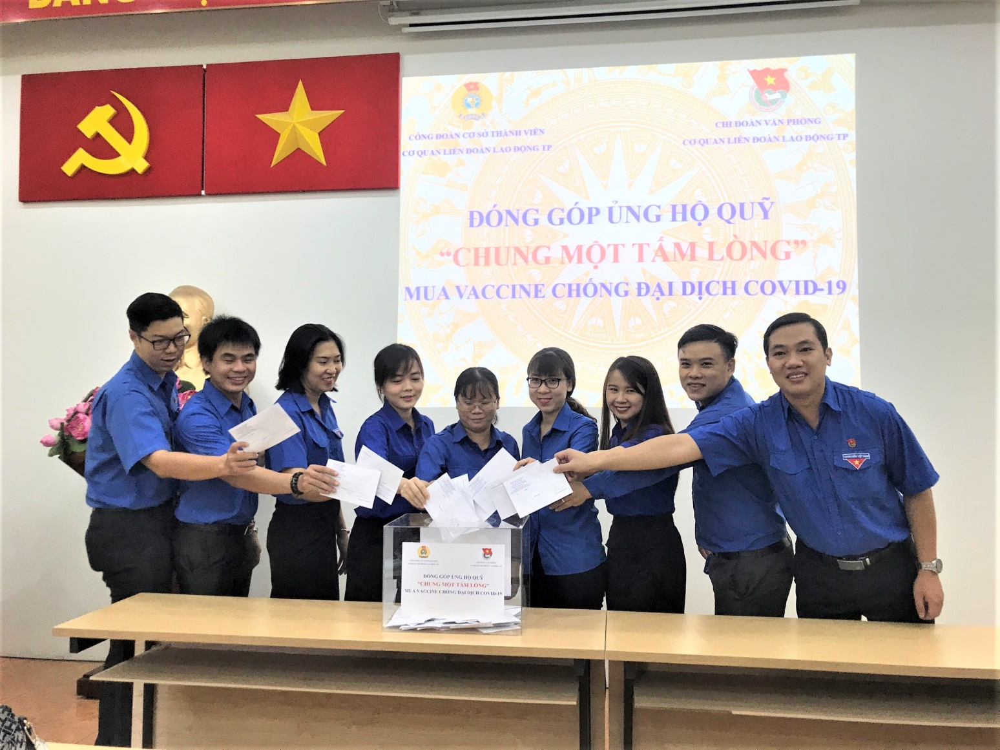 CÔNG ĐOÀN CƠ SỞ THÀNH VIÊN
CƠ QUAN LIÊN ĐOÀN LAO ĐỘNG TP
CHI ĐOÀN VĂN PHÒNG
CƠ QUAN LIÊN ĐOÀN LAO ĐỘNG TP
ĐÓNG GÓP ỦNG HỘ QUỸ
“CHUNG MỘT TẤM LÒNG”
MUA VACCINE CHỐNG ĐẠI DỊCH COVID-19
ĐÓNG GÓP ỦNG HỘ QUỸ
“CHUNG MỘT TẤM LÒNG”
MUA VACCINE CHỐNG ĐẠI DỊCH COVID-19